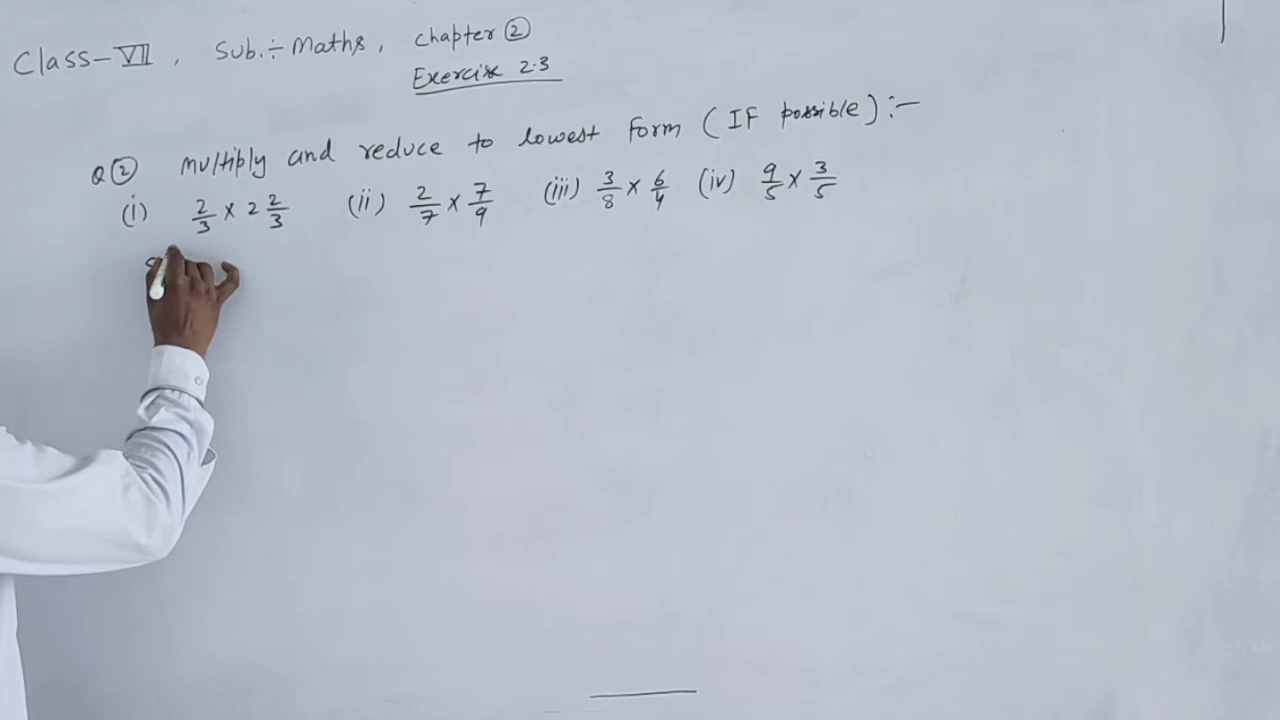 Class-VII, Sub.÷ Maths, Chapter ②
Exercise 2.3
Q② Multiply and reduce to lowest Form (IF possible):-
(i) 2/3 × 2 2/3 (ii) 2/7 × 7/9 (iii) 3/8 × 6/4 (iv) 9/5 × 3/5